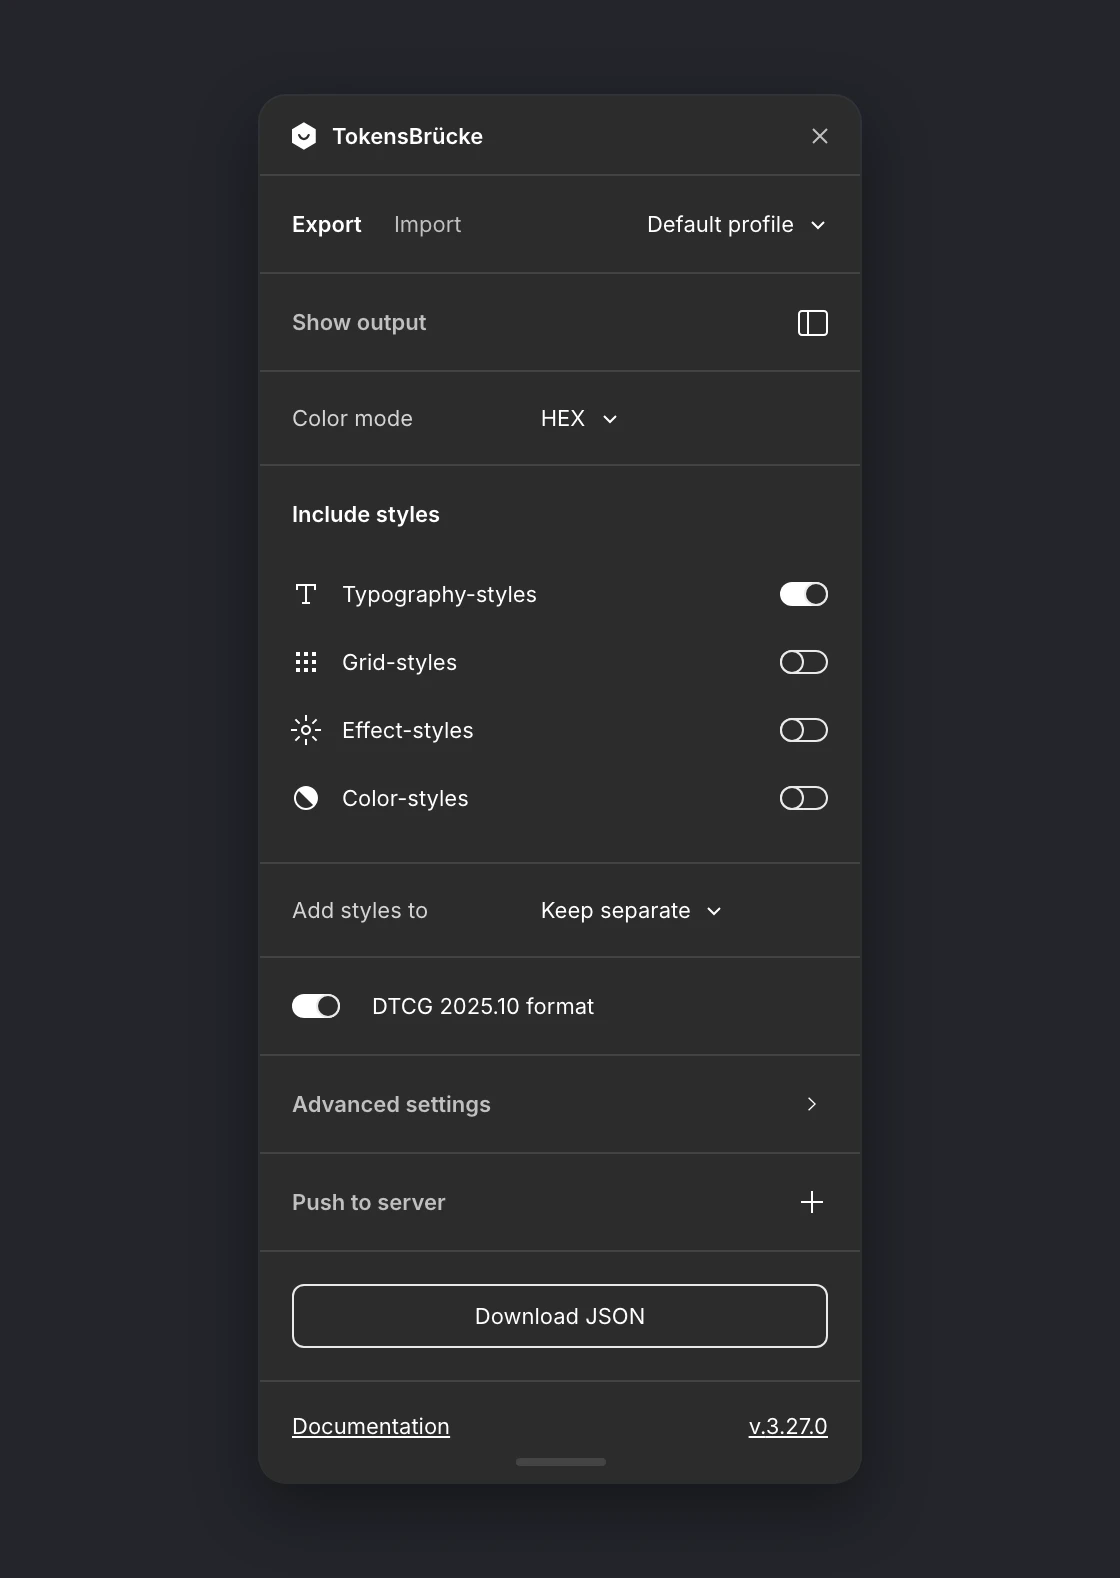 TokensBrücke
Export Import Default profile
Show output
Color mode HEX
Include styles
Typography-styles
Grid-styles
Effect-styles
Color-styles
Add styles to Keep separate
DTCG 2025.10 format
Advanced settings
Push to server
Download JSON
Documentation v.3.27.0